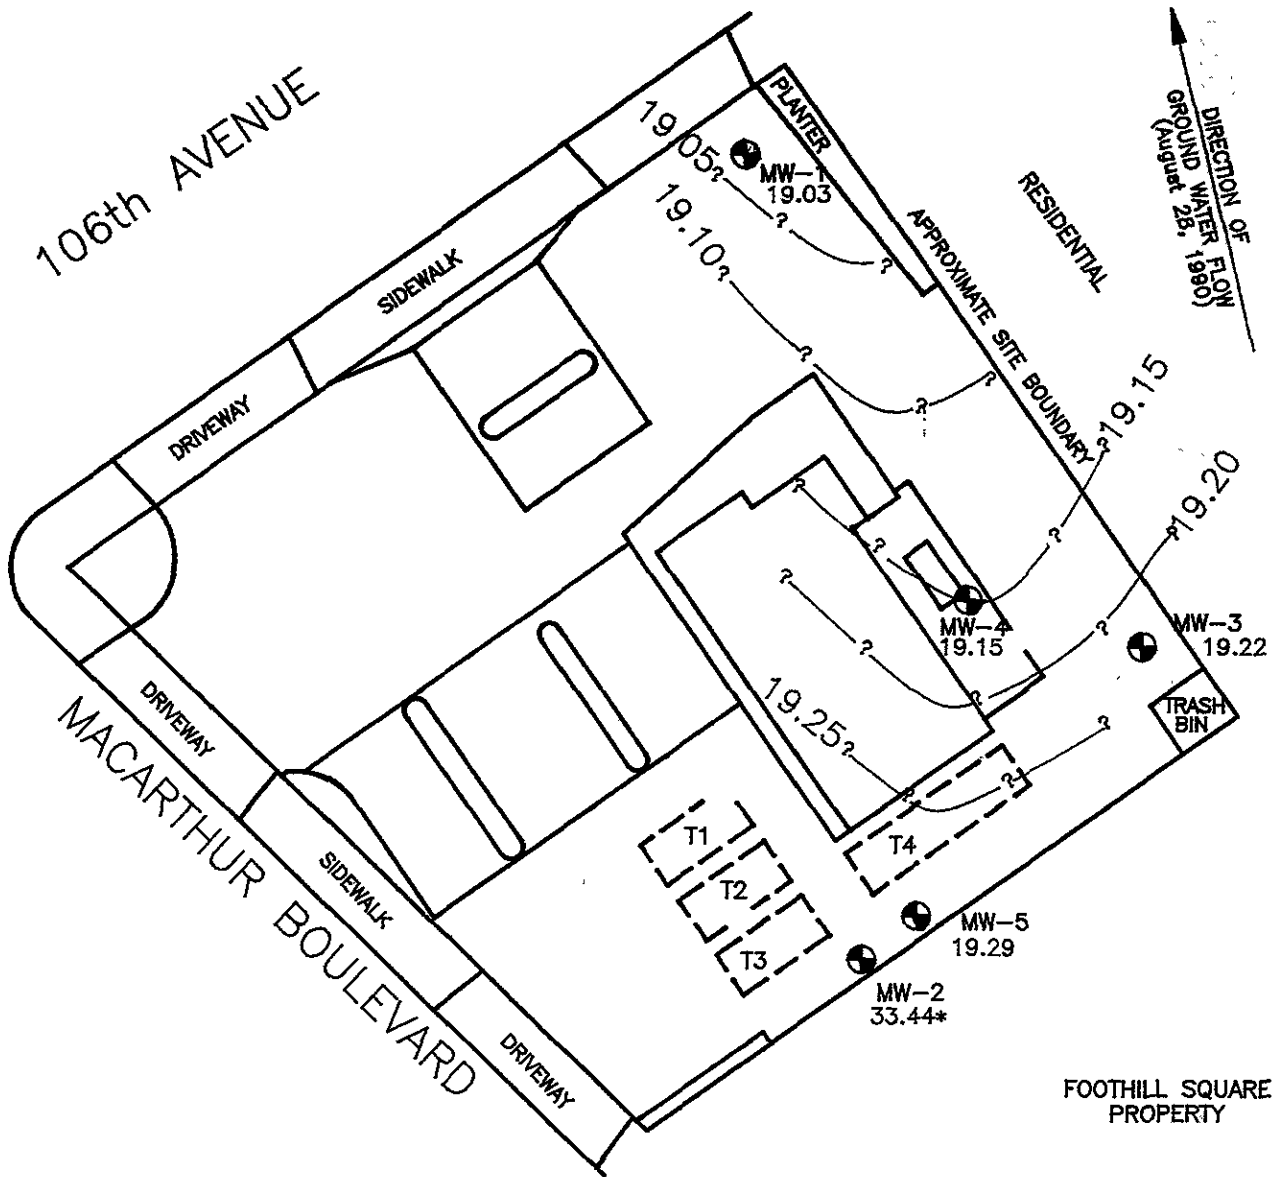 106th AVENUE
PLANTER
19.05
MW-1
19.03
DIRECTION OF
GROUND WATER FLOW
(August 28, 1990)
RESIDENTIAL
19.10
SIDEWALK
APPROXIMATE SITE BOUNDARY
DRIVEWAY
19.15
19.20
MW-4
19.15
MW-3
19.22
DRIVEWAY
MACARTHUR BOULEVARD
19.25
TRASH
BIN
T1
T4
T2
T3
SIDEWALK
MW-5
19.29
MW-2
33.44*
DRIVEWAY
FOOTHILL SQUARE
PROPERTY